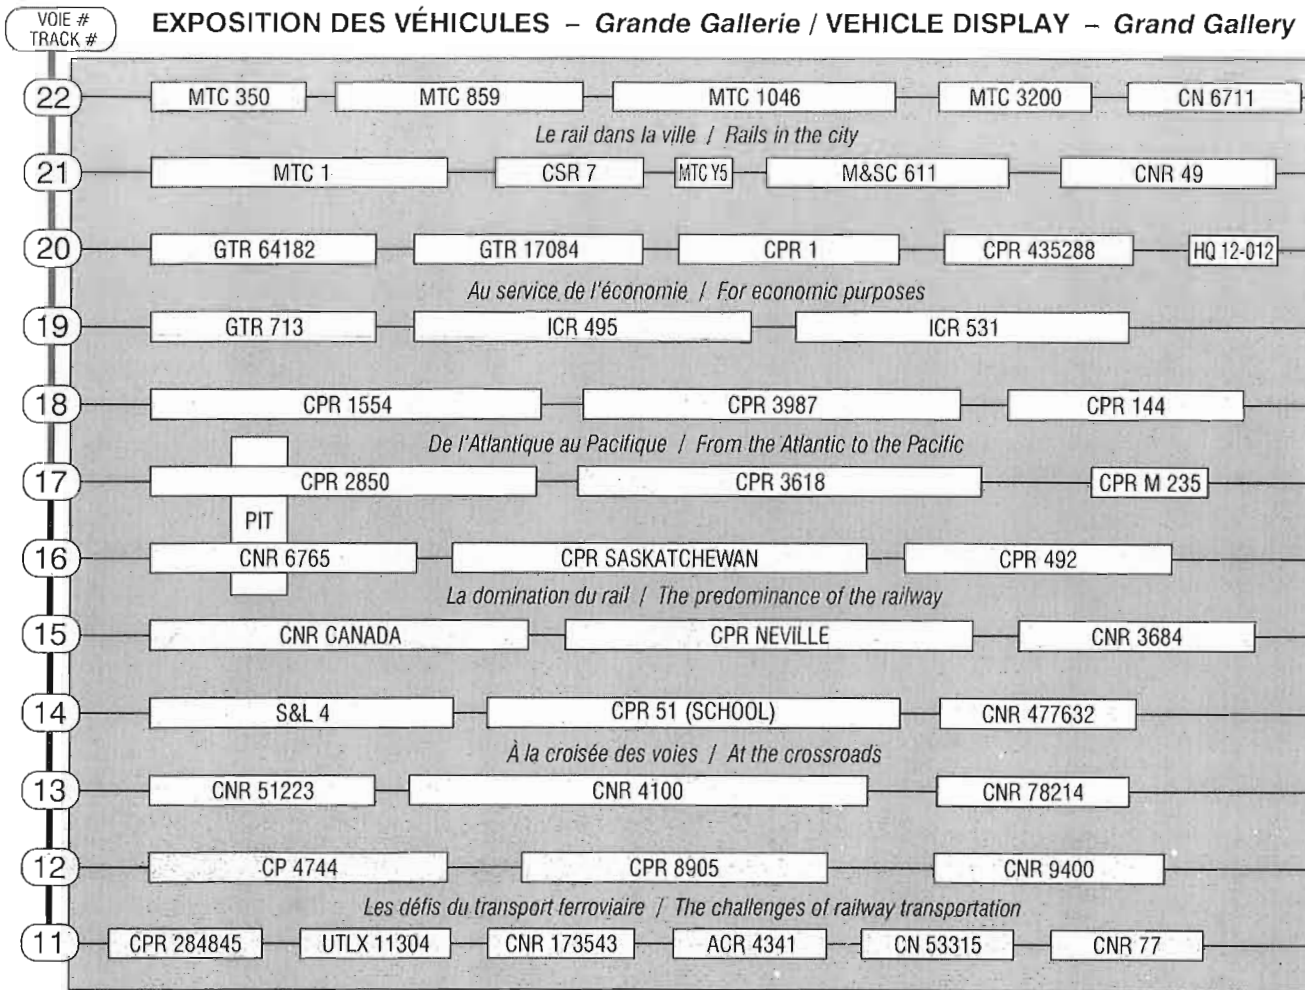 VOIE #
TRACK #
EXPOSITION DES VÉHICULES – Grande Gallerie / VEHICLE DISPLAY – Grand Gallery
22 MTC 350 MTC 859 MTC 1046 MTC 3200 CN 6711
Le rail dans la ville / Rails in the city
21 MTC 1 CSR 7 MTC Y5 M&SC 611 CNR 49
20 GTR 64182 GTR 17084 CPR 1 CPR 435288 HQ 12-012
Au service de l'économie / For economic purposes
19 GTR 713 ICR 495 ICR 531
18 CPR 1554 CPR 3987 CPR 144
De l'Atlantique au Pacifique / From the Atlantic to the Pacific
17 CPR 2850 CPR 3618 CPR M 235
PIT
16 CNR 6765 CPR SASKATCHEWAN CPR 492
La domination du rail / The predominance of the railway
15 CNR CANADA CPR NEVILLE CNR 3684
14 S&L 4 CPR 51 (SCHOOL) CNR 477632
À la croisée des voies / At the crossroads
13 CNR 51223 CNR 4100 CNR 78214
12 CP 4744 CPR 8905 CNR 9400
Les défis du transport ferroviaire / The challenges of railway transportation
11 CPR 284845 UTLX 11304 CNR 173543 ACR 4341 CN 53315 CNR 77